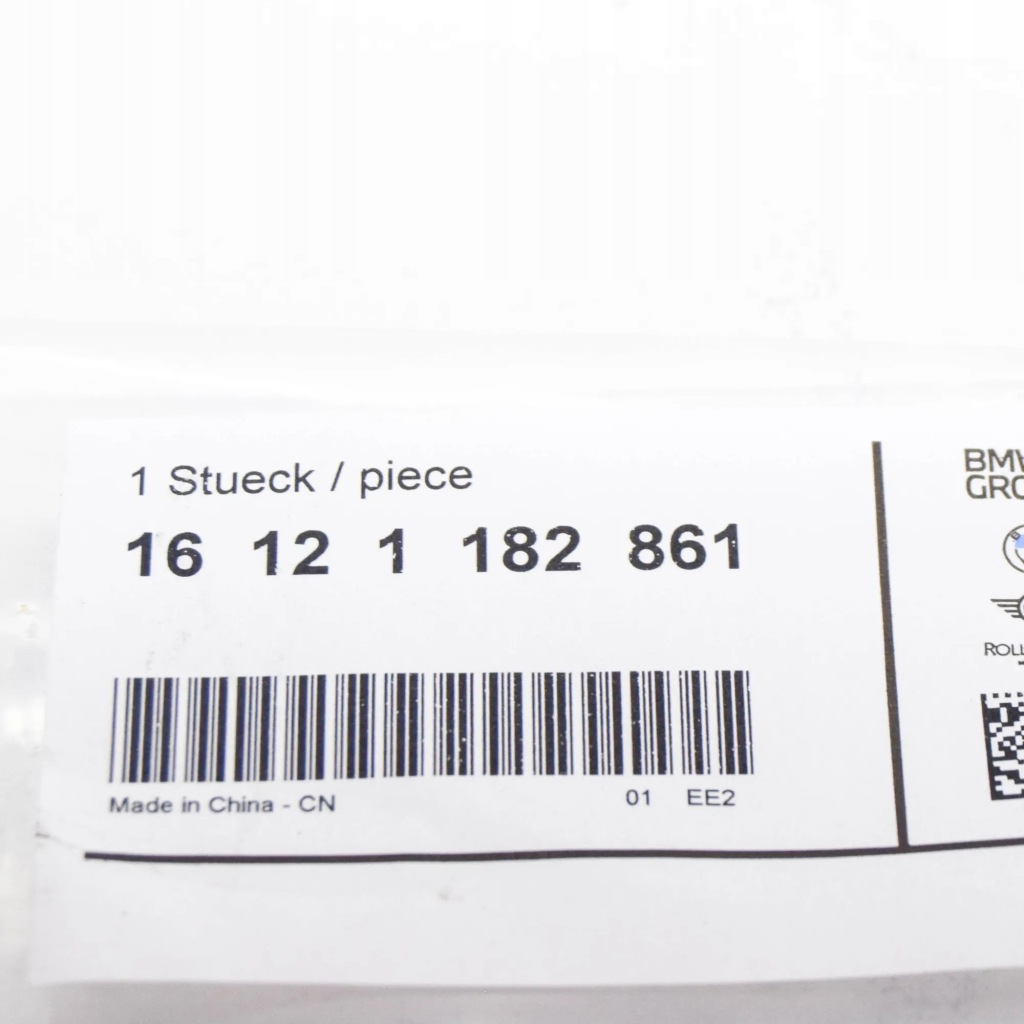 1 Stueck / piece
16 12 1 182 861
Made in China - CN
01 EE2
BMW
GRO
ROLL